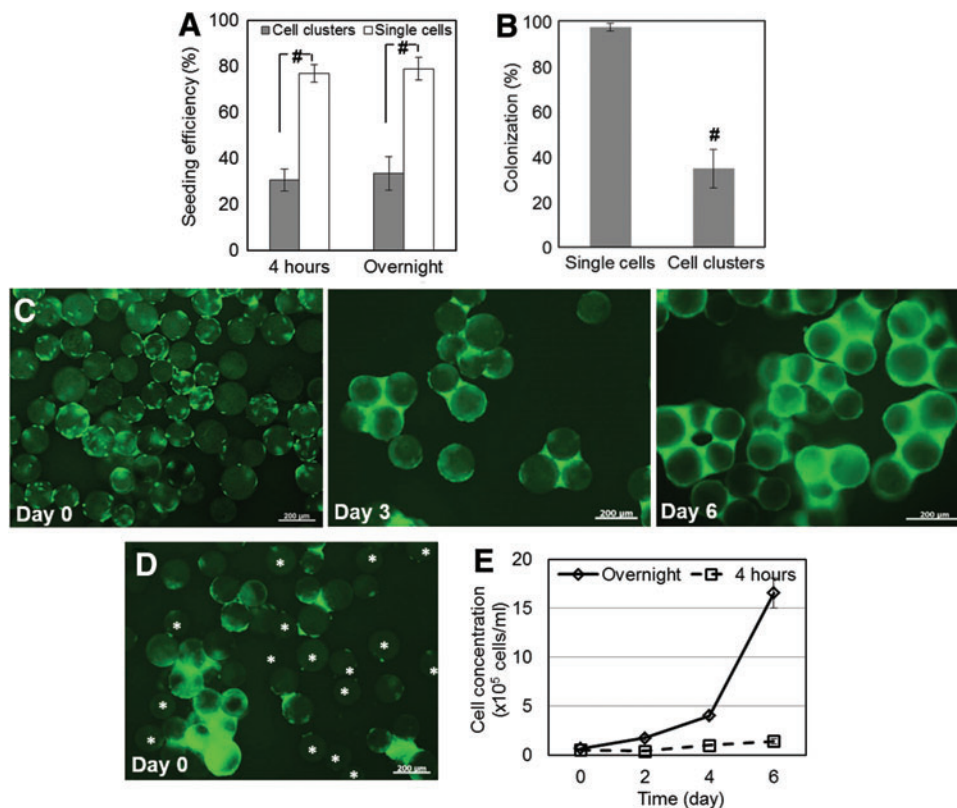 A
Cell clusters Single cells
Seeding efficiency (%)
100
80
60
40
20
0
# #
4 hours Overnight
B
Colonization (%)
100
80
60
40
20
0
#
Single cells Cell clusters
C
Day 0
200 µm
Day 3
200 µm
Day 6
200 µm
D
* * * * * * * * * * * * * * * * *
Day 0
200 µm
E
Overnight 4 hours
Cell concentration
(x10⁵ cells/ml)
20
15
10
5
0
0 2 4 6
Time (day)